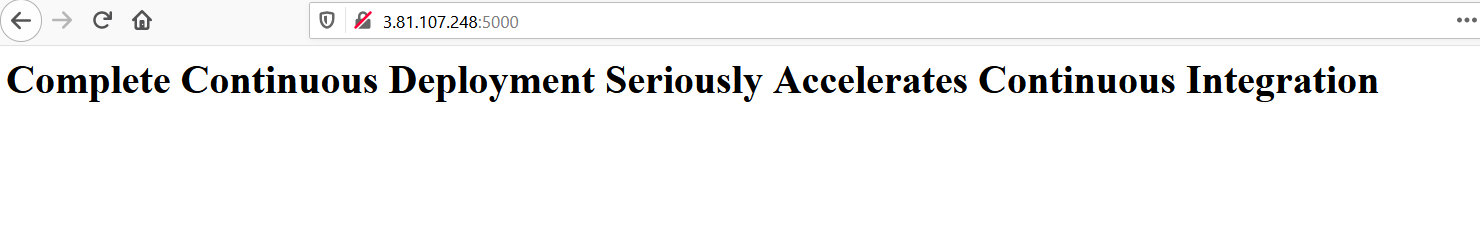 3.81.107.248:5000
Complete Continuous Deployment Seriously Accelerates Continuous Integration